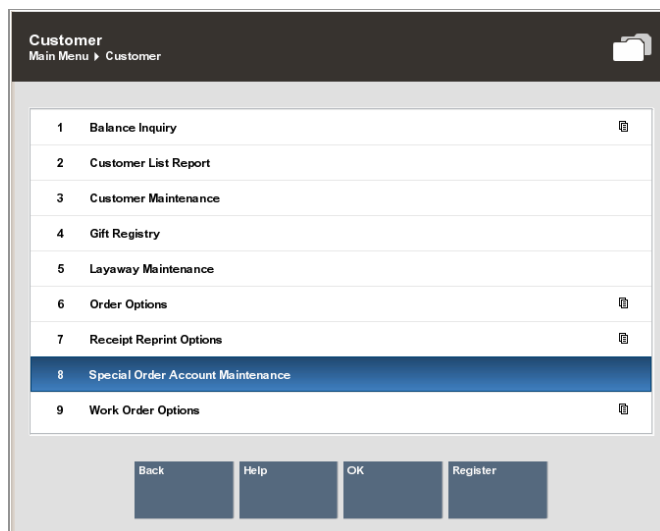 Customer
Main Menu ▸ Customer
1 Balance Inquiry
2 Customer List Report
3 Customer Maintenance
4 Gift Registry
5 Layaway Maintenance
6 Order Options
7 Receipt Reprint Options
8 Special Order Account Maintenance
9 Work Order Options
Back Help OK Register